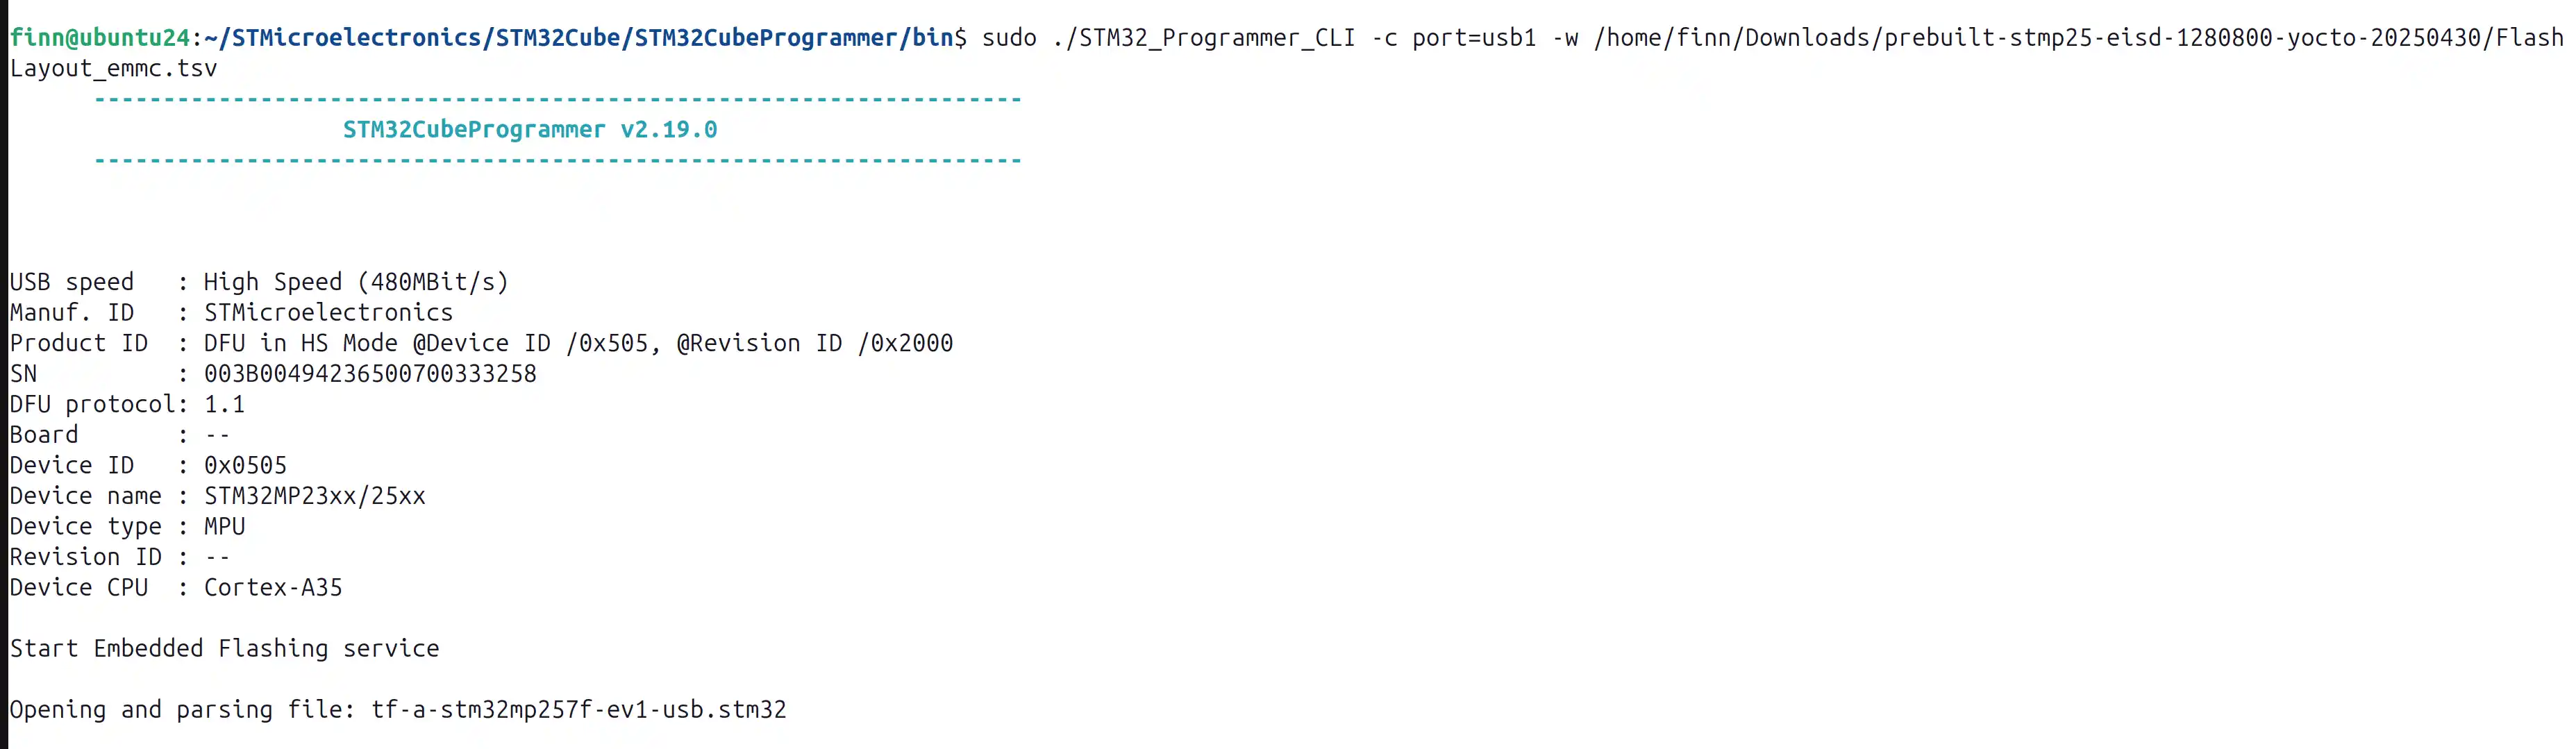 finn@ubuntu24:~/STMicroelectronics/STM32Cube/STM32CubeProgrammer/bin$ sudo ./STM32_Programmer_CLI -c port=usb1 -w /home/finn/Downloads/prebuilt-stmp25-eisd-1280800-yocto-20250430/Flash
Layout_emmc.tsv
-------------------------------------------------------------------
STM32CubeProgrammer v2.19.0
-------------------------------------------------------------------
USB speed   : High Speed (480MBit/s)
Manuf. ID   : STMicroelectronics
Product ID  : DFU in HS Mode @Device ID /0x505, @Revision ID /0x2000
SN          : 003B00494236500700333258
DFU protocol: 1.1
Board       : --
Device ID   : 0x0505
Device name : STM32MP23xx/25xx
Device type : MPU
Revision ID : --
Device CPU  : Cortex-A35
Start Embedded Flashing service
Opening and parsing file: tf-a-stm32mp257f-ev1-usb.stm32